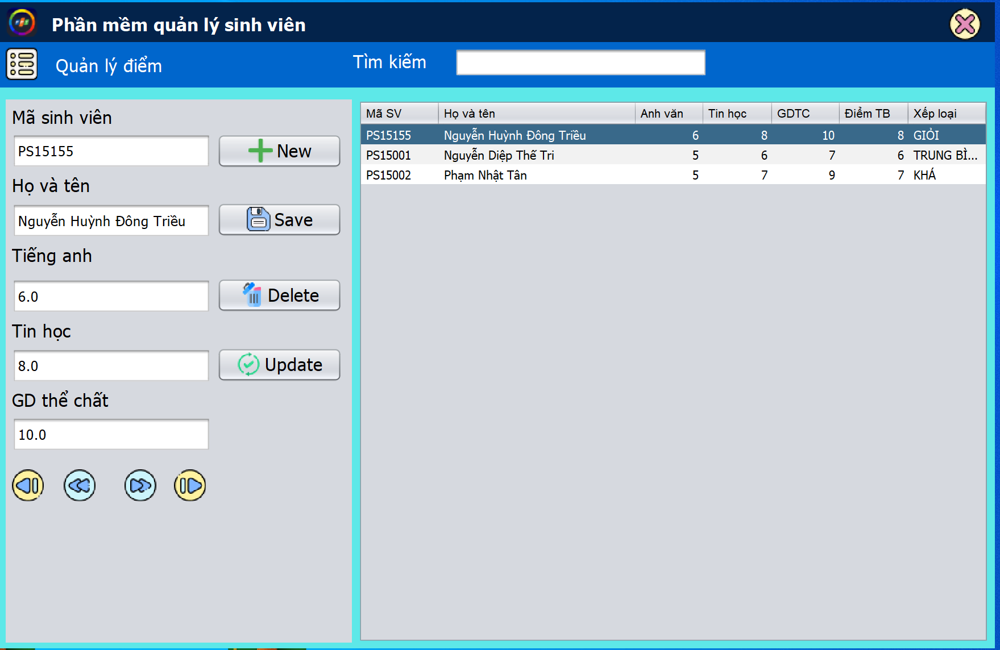 Phần mềm quản lý sinh viên
Quản lý điểm
Tìm kiếm
Mã sinh viên
PS15155
New
Họ và tên
Nguyễn Huỳnh Đông Triều
Save
Tiếng anh
6.0
Delete
Tin học
8.0
Update
GD thể chất
10.0
Mã SV Họ và tên Anh văn Tin học GDTC Điểm TB Xếp loại
PS15155 Nguyễn Huỳnh Đông Triều 6 8 10 8 GIỎI
PS15001 Nguyễn Diệp Thế Tri 5 6 7 6 TRUNG BÌ...
PS15002 Phạm Nhật Tân 5 7 9 7 KHÁ